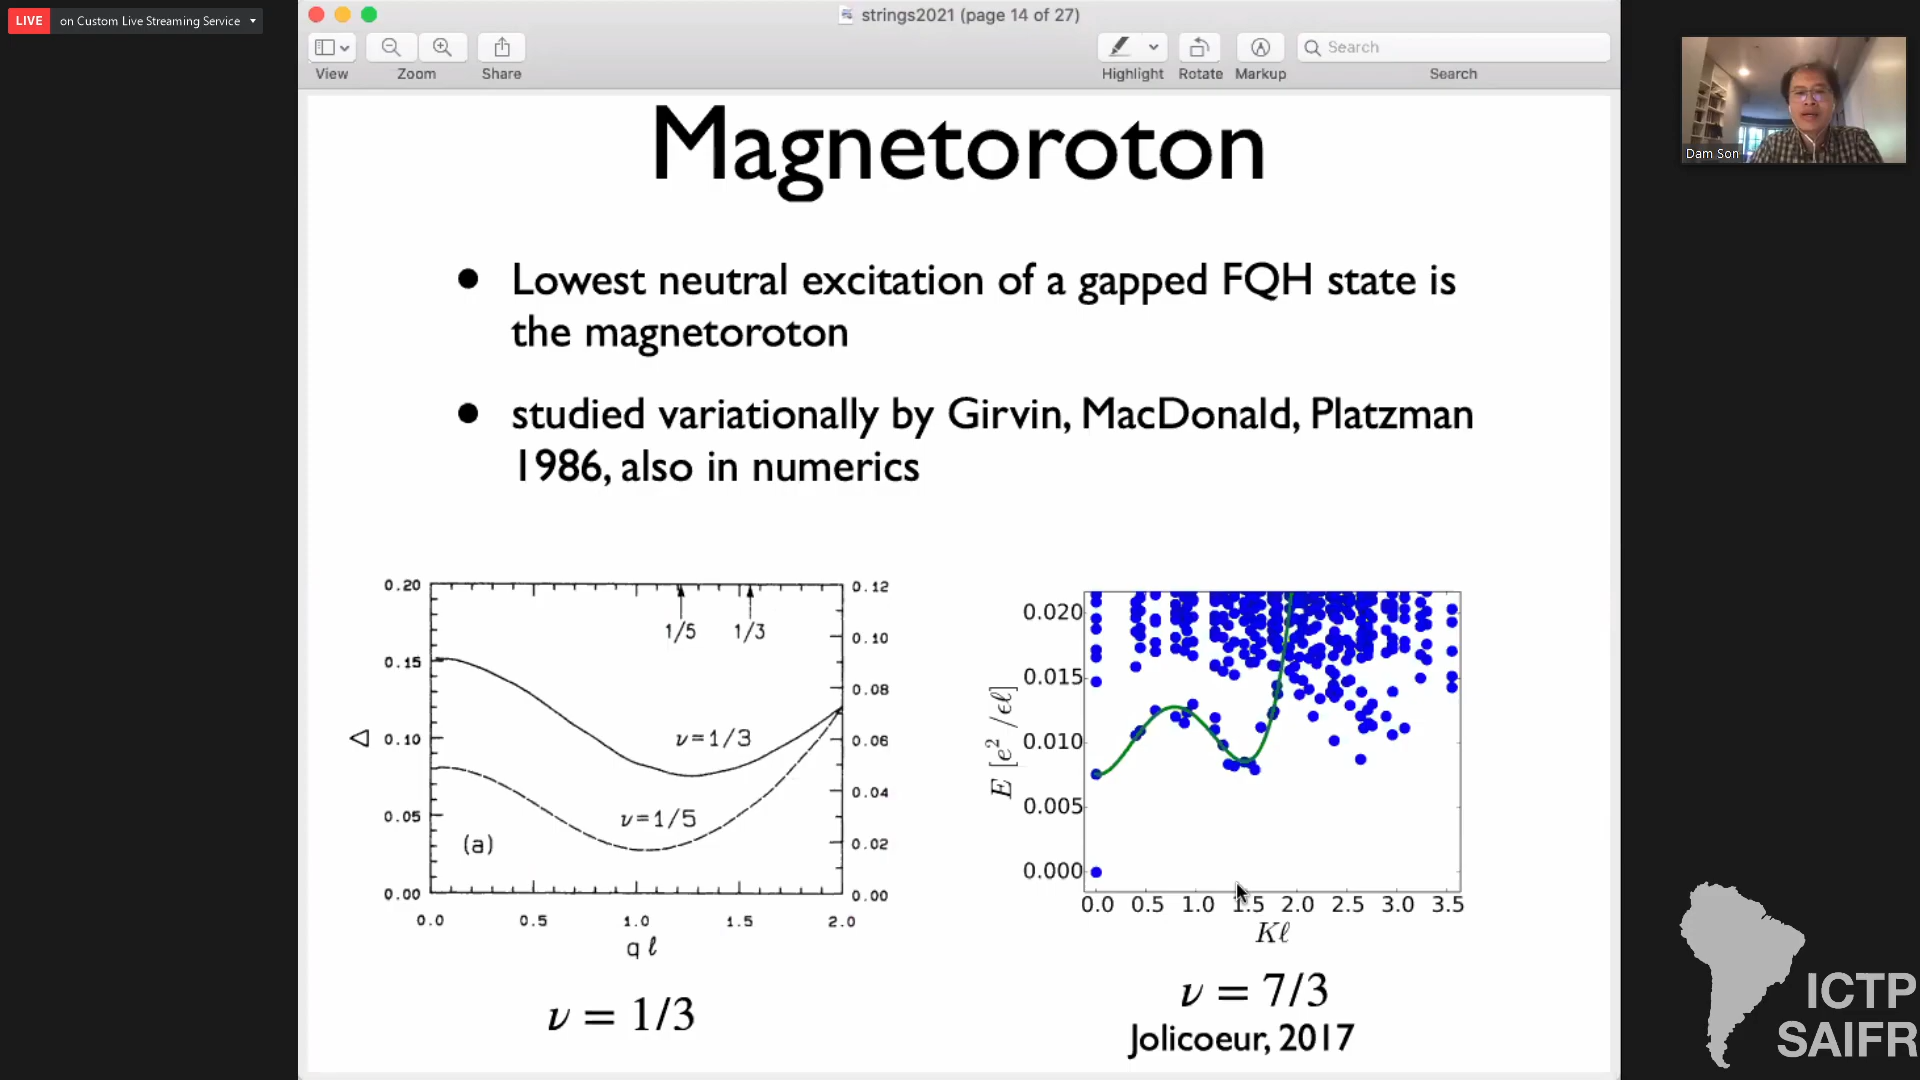 LIVE on Custom Live Streaming Service
strings2021 (page 14 of 27)
View Zoom Share Highlight Rotate Markup Search
Search
Magnetoroton
• Lowest neutral excitation of a gapped FQH state is
the magnetoroton
• studied variationally by Girvin, MacDonald, Platzman
1986, also in numerics
0.20
0.15
0.10
0.05
0.00
Δ
0.12
0.10
0.08
0.06
0.04
0.02
0.00
1/5 1/3
ν=1/3
ν=1/5
(a)
0.0 0.5 1.0 1.5 2.0
q ℓ
ν = 1/3
0.020
0.015
0.010
0.005
0.000
E [e² /εℓ]
0.0 0.5 1.0 1.5 2.0 2.5 3.0 3.5
Kℓ
ν = 7/3
Jolicoeur, 2017
Dam Son
ICTP
SAIFR